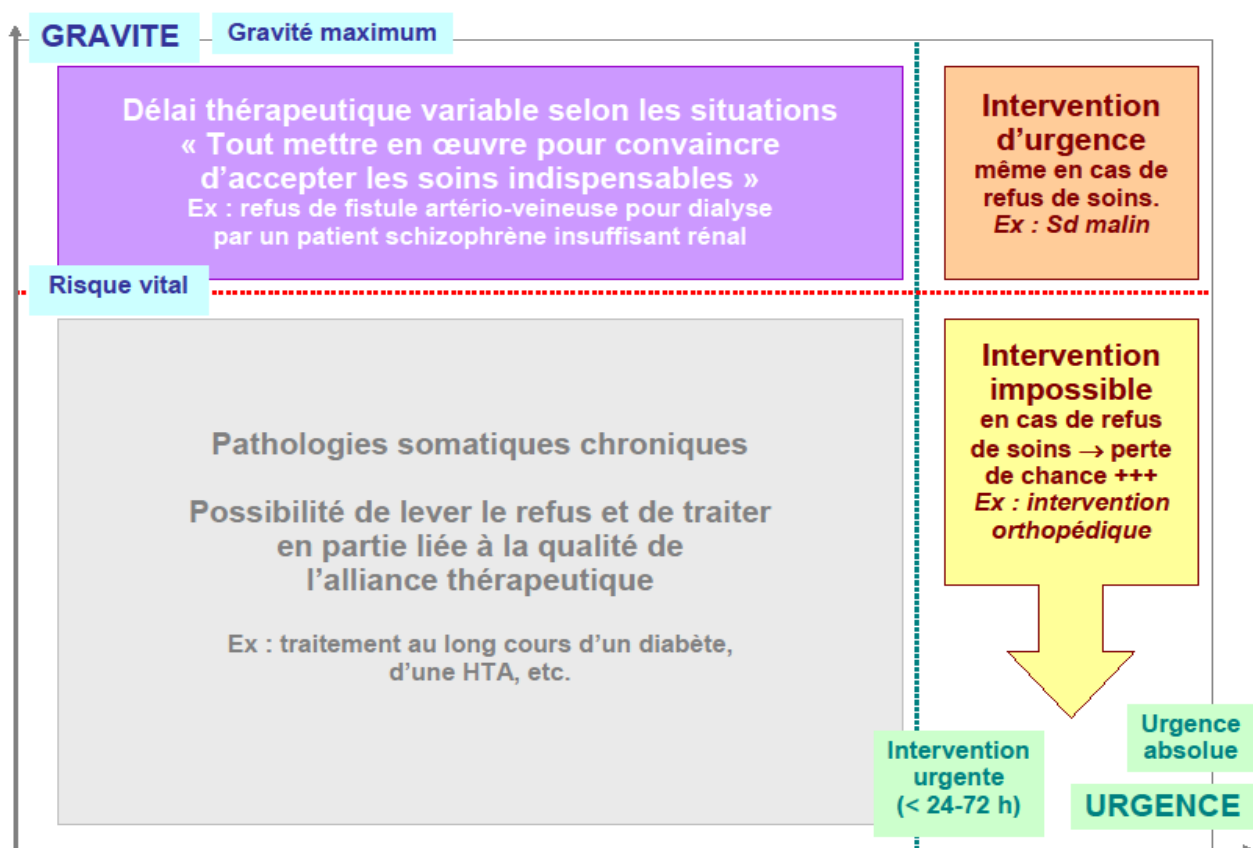 GRAVITE
Gravité maximum
Délai thérapeutique variable selon les situations
« Tout mettre en œuvre pour convaincre
d’accepter les soins indispensables »
Ex : refus de fistule artério-veineuse pour dialyse
par un patient schizophrène insuffisant rénal
Intervention
d’urgence
même en cas de
refus de soins.
Ex : Sd malin
Risque vital
Pathologies somatiques chroniques
Possibilité de lever le refus et de traiter
en partie liée à la qualité de
l’alliance thérapeutique
Ex : traitement au long cours d’un diabète,
d’une HTA, etc.
Intervention
impossible
en cas de refus
de soins → perte
de chance +++
Ex : intervention
orthopédique
Intervention
urgente
(< 24-72 h)
Urgence
absolue
URGENCE